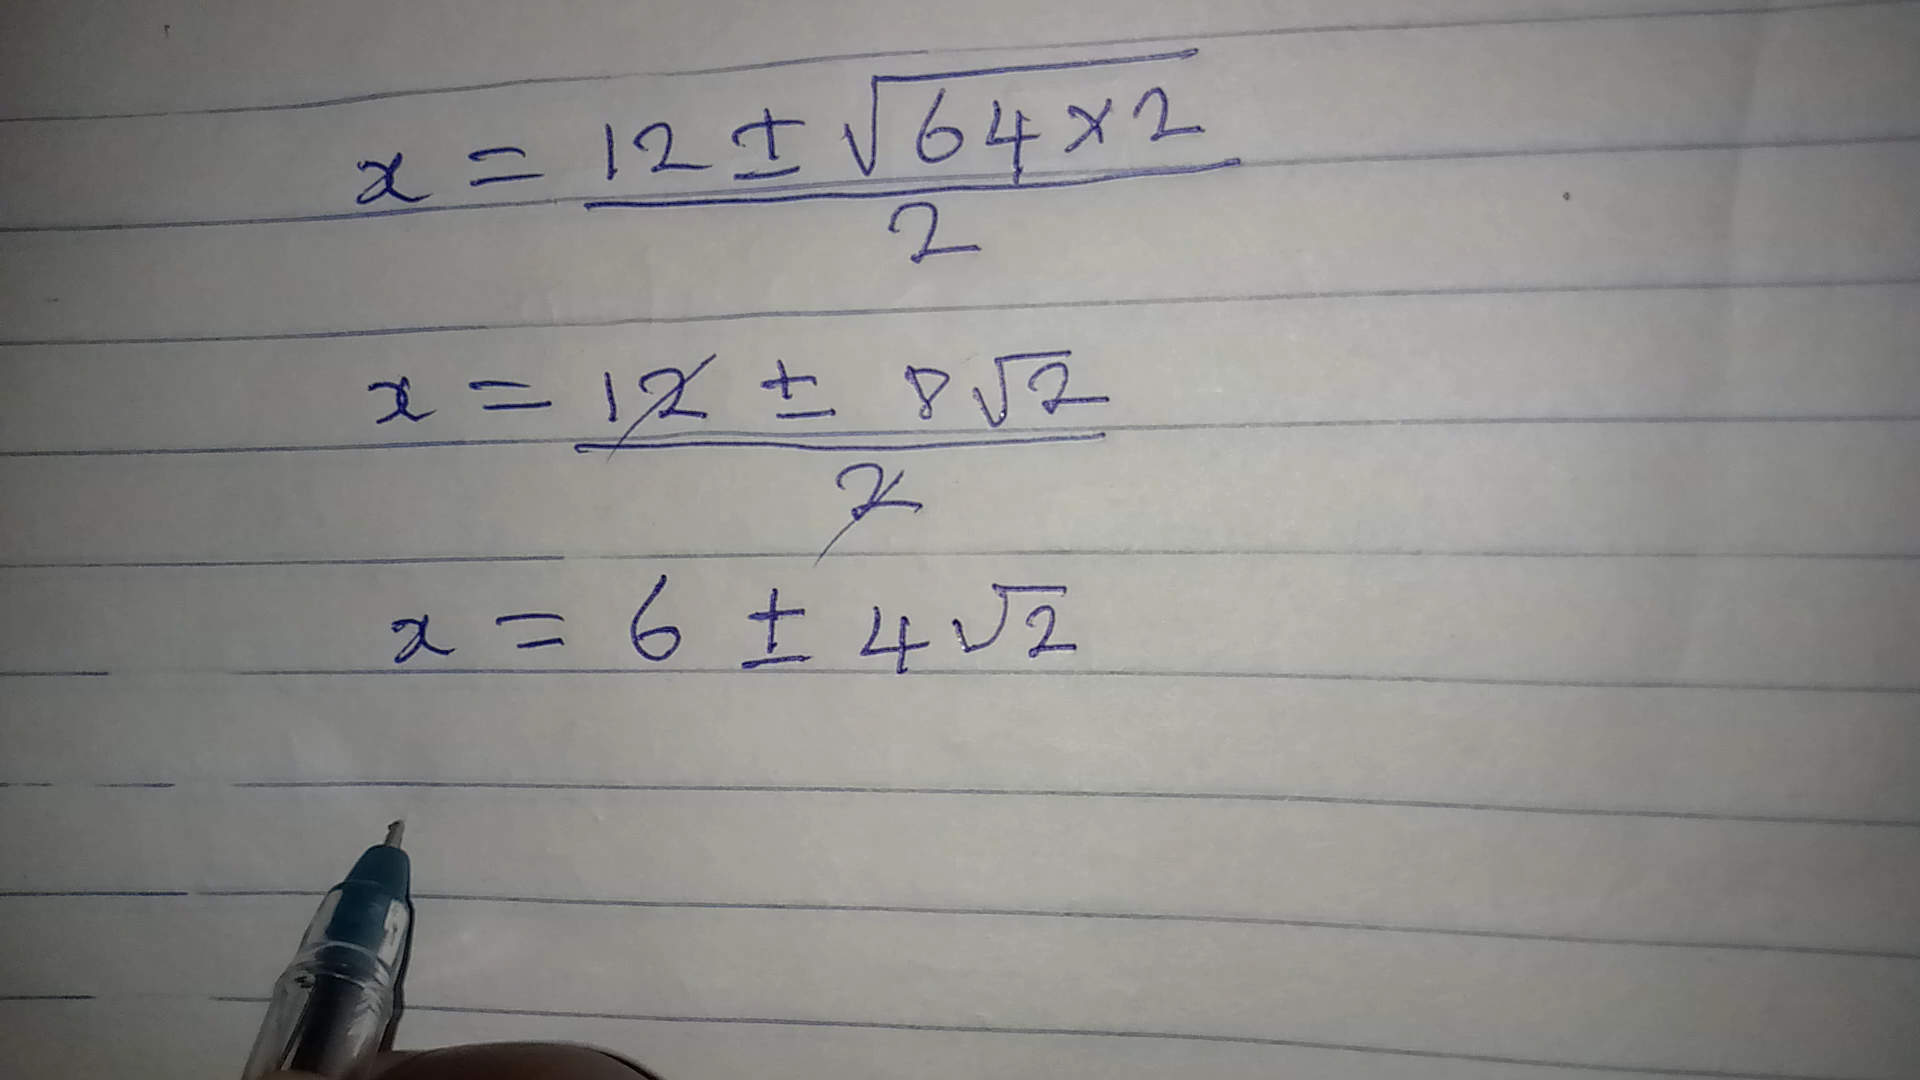 x = 12 ± √64×2 / 2
x = 12 ± 8√2 / 2
x = 6 ± 4√2